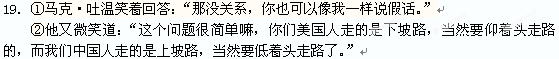 19. ①马克·吐温笑着回答：“那没关系，你也可以像我一样说假话。”
②他又微笑道：“这个问题很简单嘛，你们美国人走的是下坡路，当然要仰着头走路
的，而我们中国人走的是上坡路，当然要低着头走路了。”